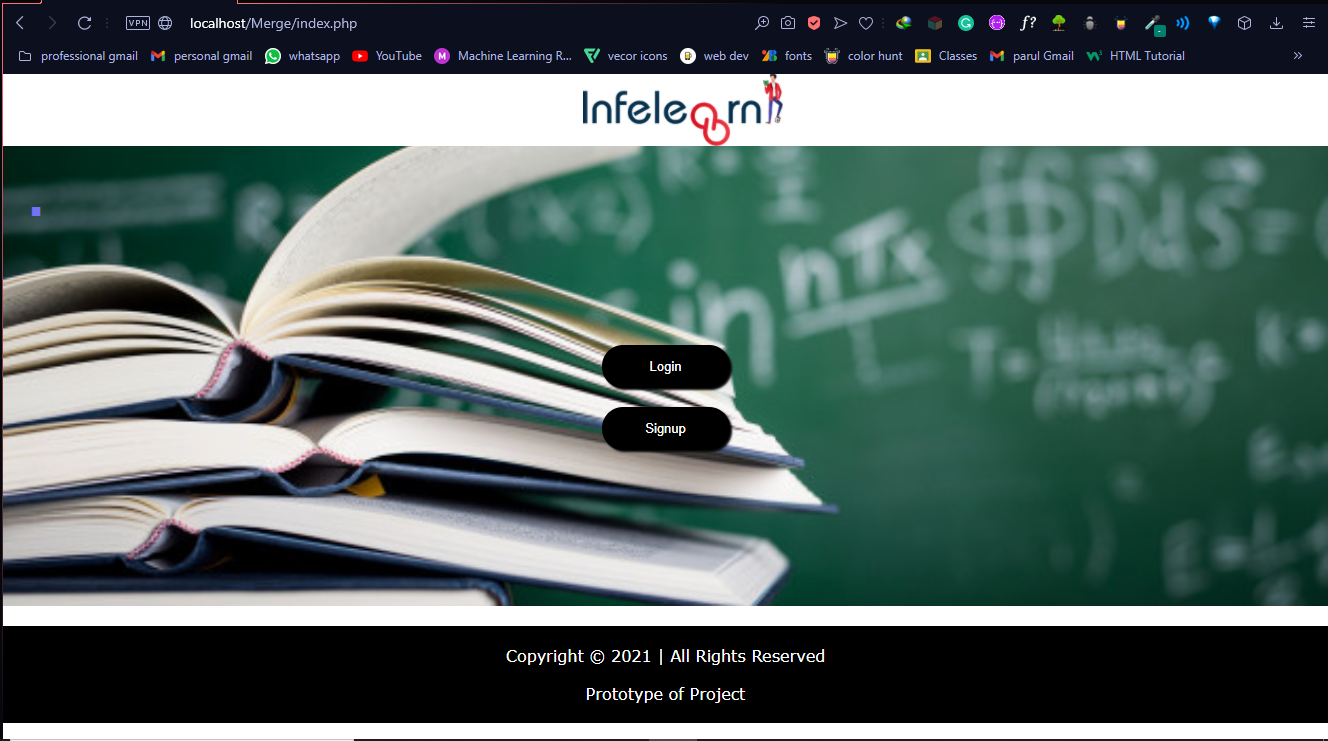 VPN localhost/Merge/index.php f?
professional gmail personal gmail whatsapp YouTube M Machine Learning R... vecor icons web dev fonts color hunt Classes parul Gmail HTML Tutorial »
Infelearn
Login
Signup
Copyright © 2021 | All Rights Reserved
Prototype of Project